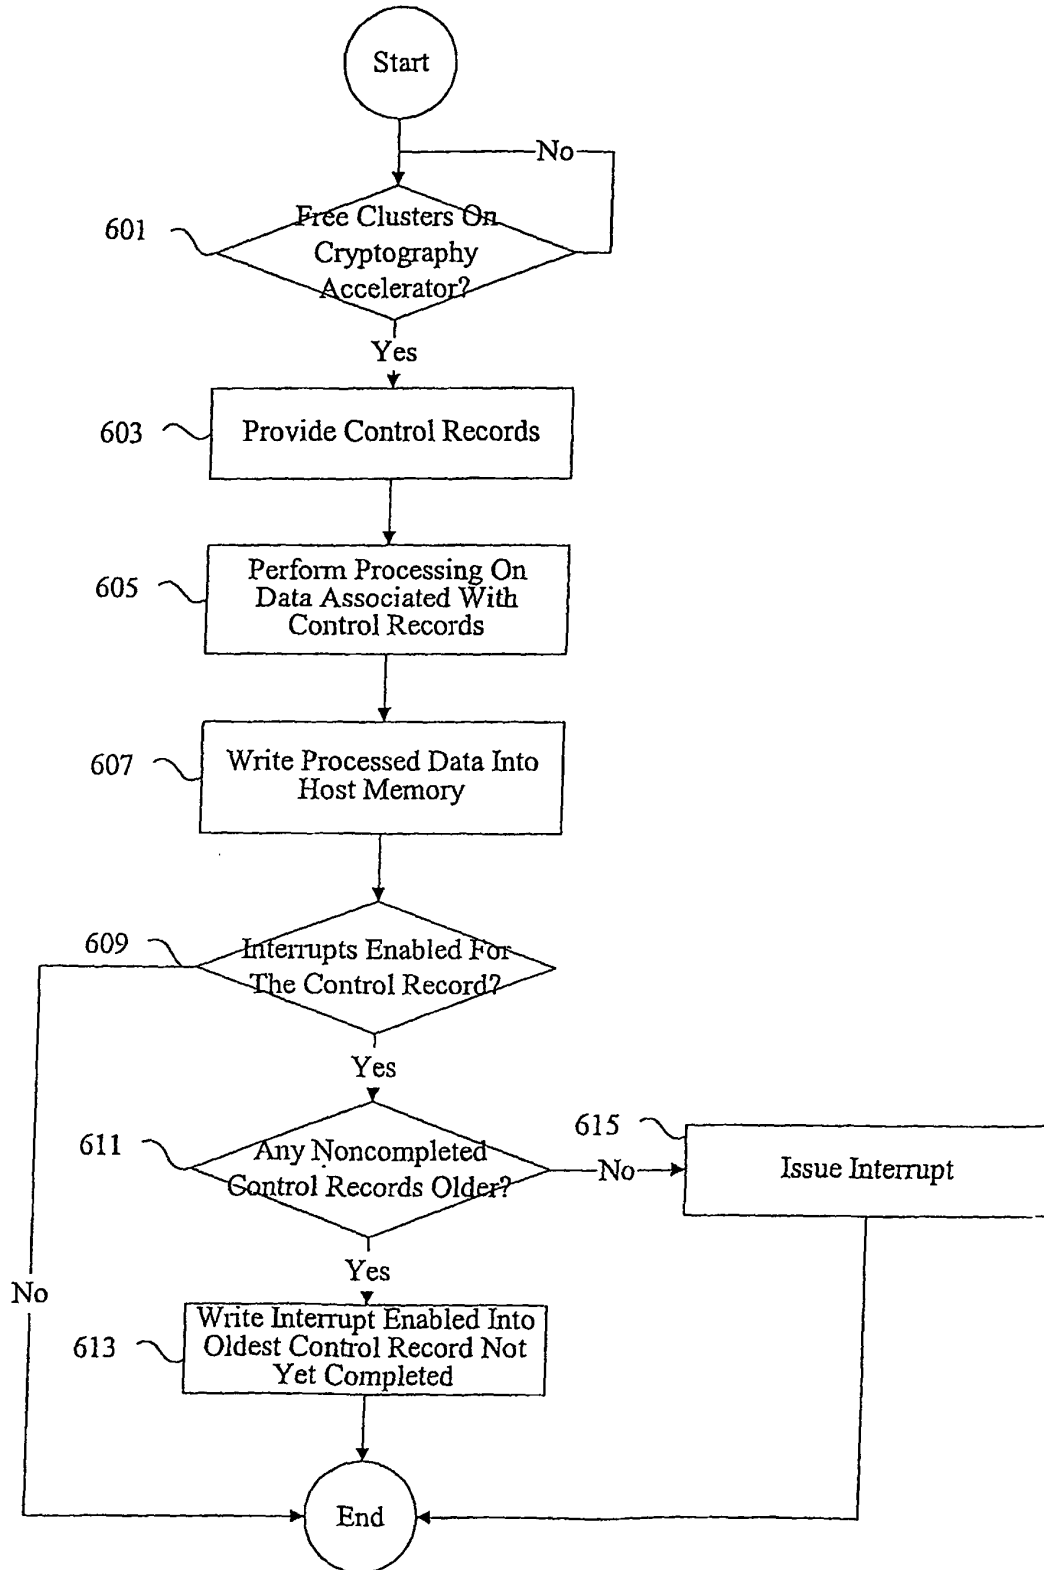 Start
No
601
Free Clusters On
Cryptography
Accelerator?
Yes
603
Provide Control Records
605
Perform Processing On
Data Associated With
Control Records
607
Write Processed Data Into
Host Memory
609
Interrupts Enabled For
The Control Record?
Yes
611
Any Noncompleted
Control Records Older?
No
615
Issue Interrupt
Yes
No
613
Write Interrupt Enabled Into
Oldest Control Record Not
Yet Completed
End